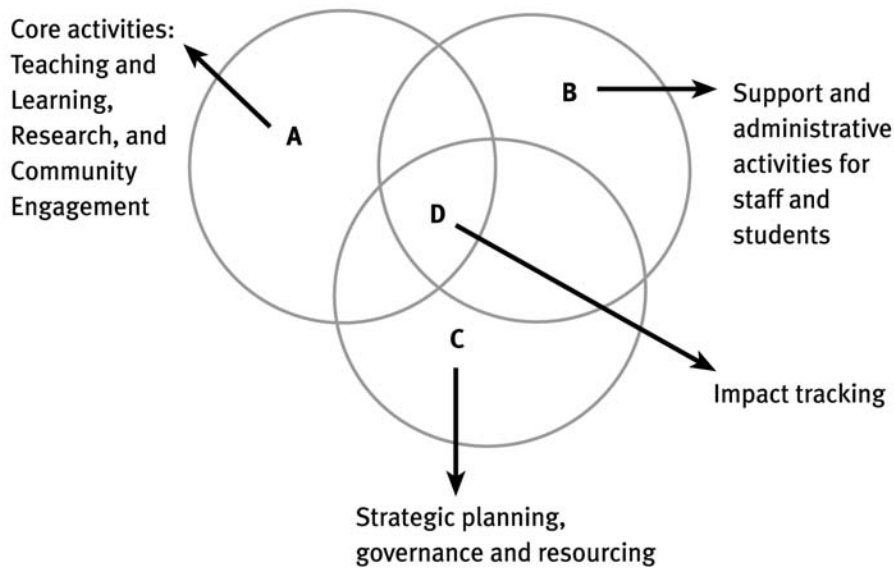 Core activities:
Teaching and
Learning,
Research, and
Community
Engagement
A
B
Support and
administrative
activities for
staff and
students
D
C
Impact tracking
Strategic planning,
governance and resourcing